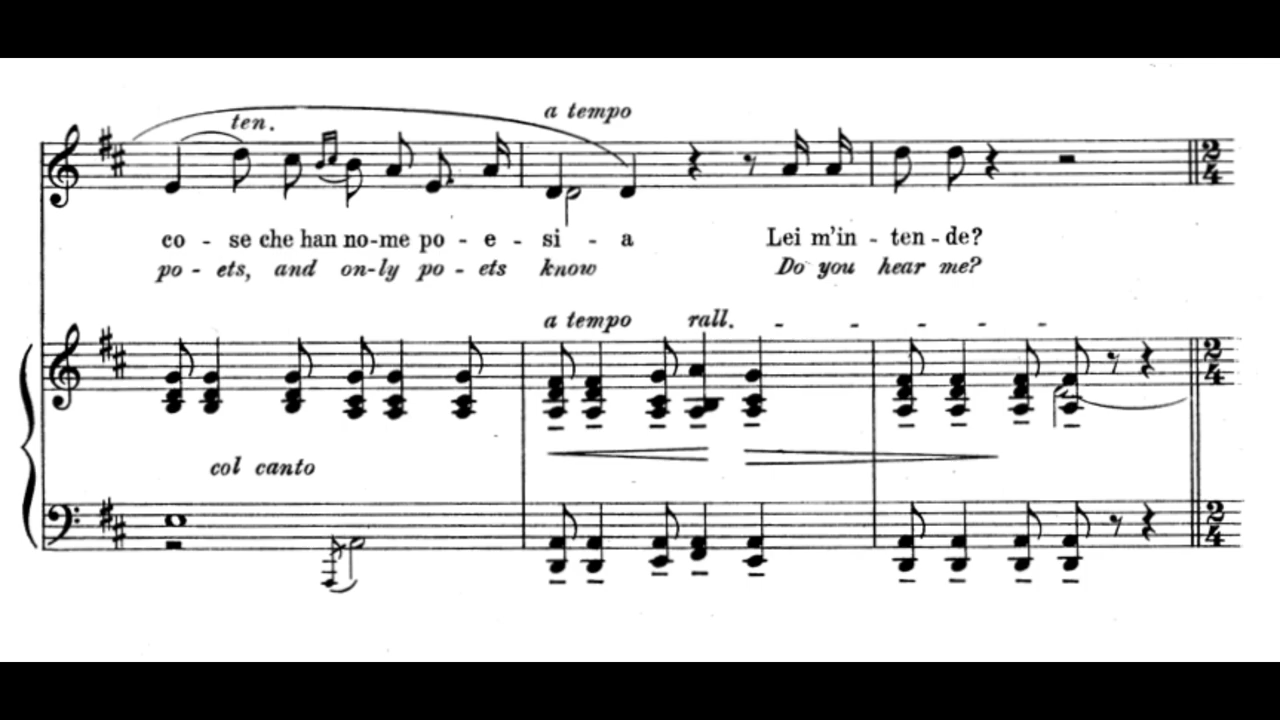 ten.
a tempo
co - se che han no-me po - e - si - a Lei m'in - ten - de?
po - ets, and on-ly po - ets know Do you hear me?
a tempo rall. - - - - -
col canto